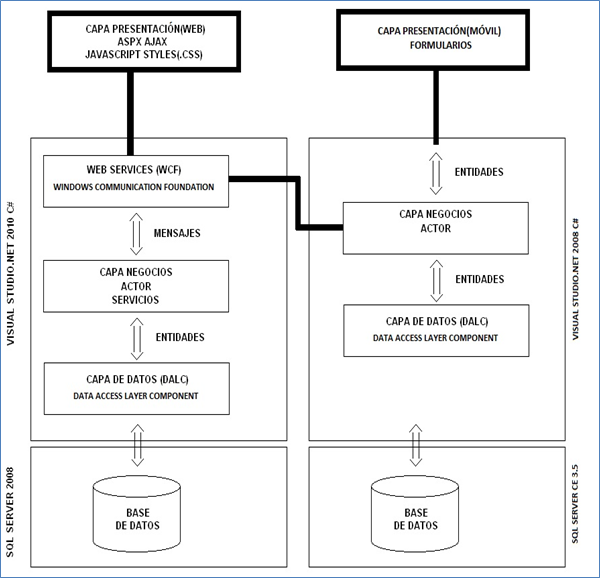 CAPA PRESENTACIÓN(WEB)
ASPX AJAX
JAVASCRIPT STYLES(.CSS)
CAPA PRESENTACIÓN(MÓVIL)
FORMULARIOS
VISUAL STUDIO.NET 2010 C#
WEB SERVICES (WCF)
WINDOWS COMMUNICATION FOUNDATION
MENSAJES
CAPA NEGOCIOS
ACTOR
SERVICIOS
ENTIDADES
CAPA DE DATOS (DALC)
DATA ACCESS LAYER COMPONENT
ENTIDADES
CAPA NEGOCIOS
ACTOR
ENTIDADES
CAPA DE DATOS (DALC)
DATA ACCESS LAYER COMPONENT
VISUAL STUDIO.NET 2008 C#
SQL SERVER 2008
BASE
DE DATOS
BASE
DE DATOS
SQL SERVER CE 3.5